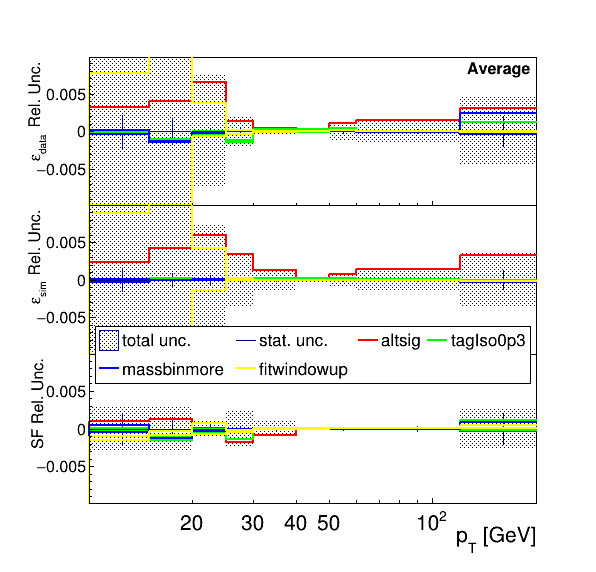 Average
ε_data Rel. Unc.
0.005
0
−0.005
ε_sim Rel. Unc.
0.005
0
−0.005
total unc. stat. unc. altsig tagIso0p3
massbinmore fitwindowup
SF Rel. Unc.
0.005
0
−0.005
20 30 40 50 10²
p_T [GeV]